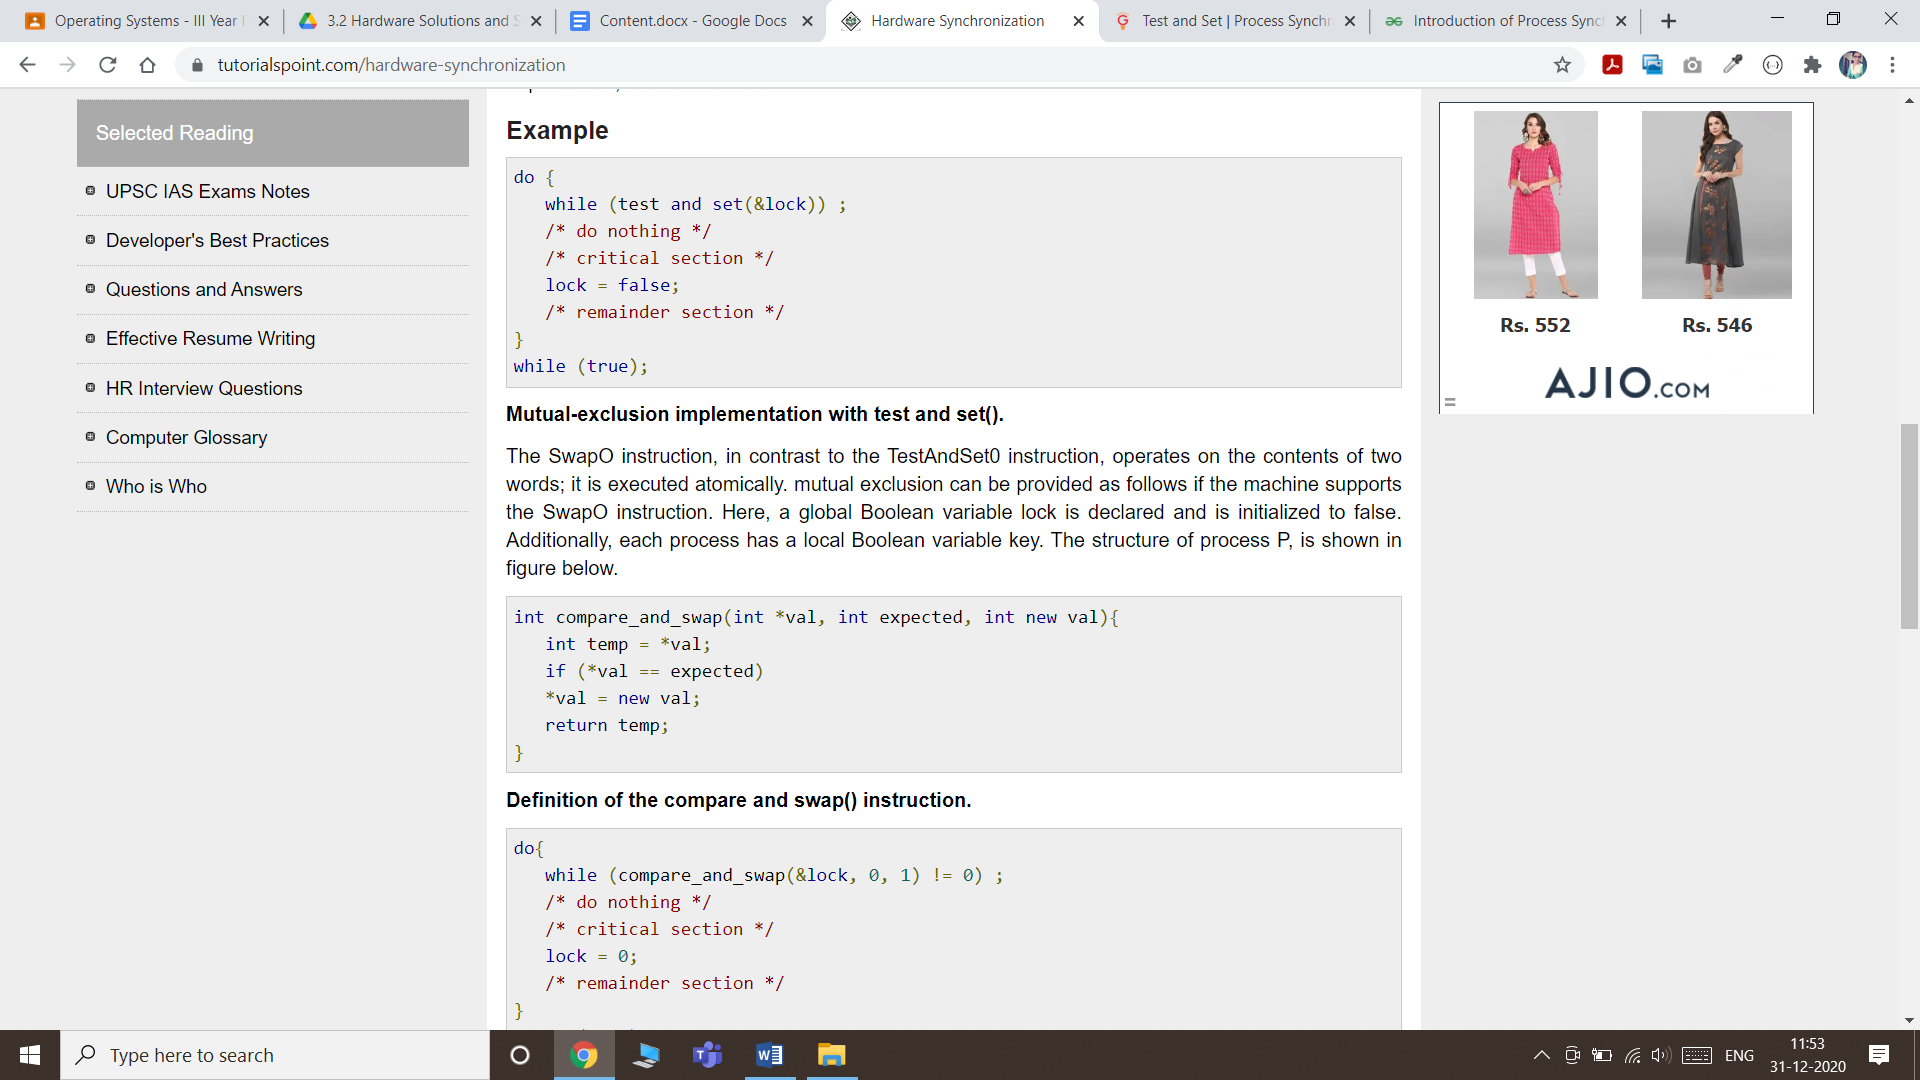 Operating Systems - III Year
3.2 Hardware Solutions and S
Content.docx - Google Docs
Hardware Synchronization
Test and Set | Process Synchr
Introduction of Process Sync
tutorialspoint.com/hardware-synchronization
Selected Reading
UPSC IAS Exams Notes
Developer's Best Practices
Questions and Answers
Effective Resume Writing
HR Interview Questions
Computer Glossary
Who is Who
Example
do {
while (test and set(&lock)) ;
/* do nothing */
/* critical section */
lock = false;
/* remainder section */
}
while (true);
Mutual-exclusion implementation with test and set().
The SwapO instruction, in contrast to the TestAndSet0 instruction, operates on the contents of two
words; it is executed atomically. mutual exclusion can be provided as follows if the machine supports
the SwapO instruction. Here, a global Boolean variable lock is declared and is initialized to false.
Additionally, each process has a local Boolean variable key. The structure of process P, is shown in
figure below.
int compare_and_swap(int *val, int expected, int new val){
int temp = *val;
if (*val == expected)
*val = new val;
return temp;
}
Definition of the compare and swap() instruction.
do{
while (compare_and_swap(&lock, 0, 1) != 0) ;
/* do nothing */
/* critical section */
lock = 0;
/* remainder section */
}
Rs. 552
Rs. 546
AJIO.COM
Type here to search
ENG
11:53
31-12-2020